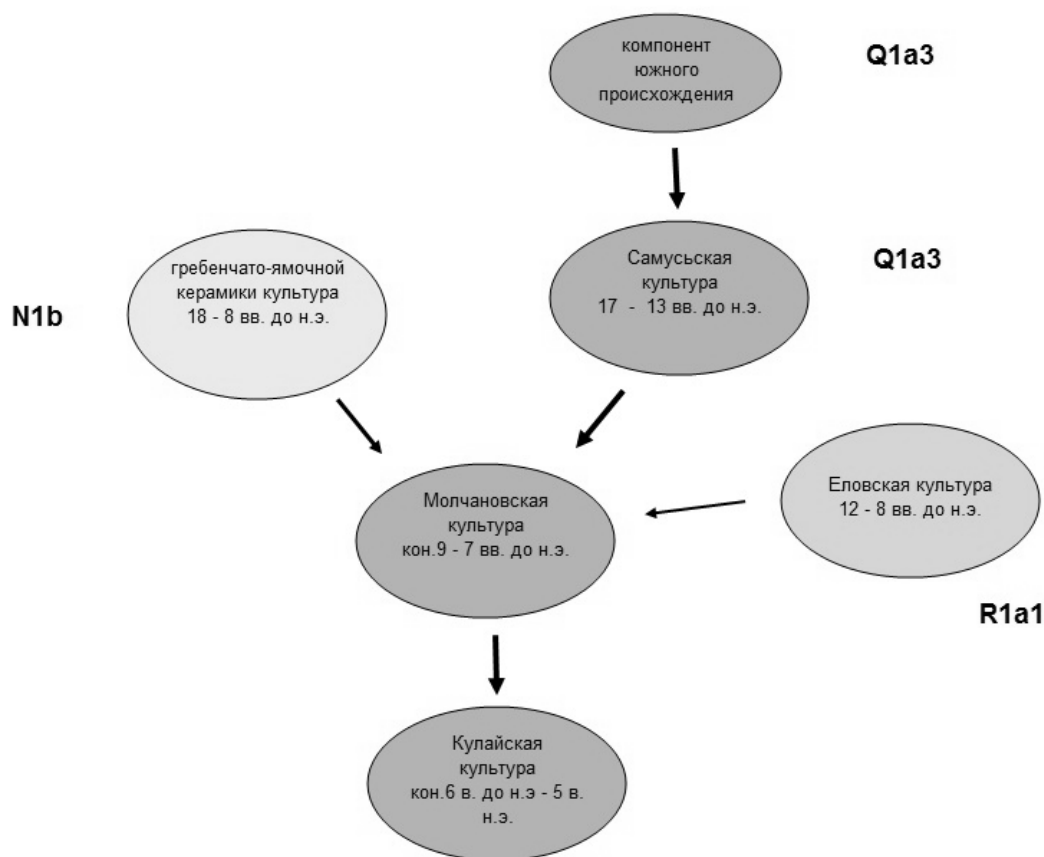 компонент
южного
происхождения
Q1a3
Самусьская
культура
17 - 13 вв. до н.э.
Q1a3
гребенчато-ямочной
керамики культура
18 - 8 вв. до н.э.
N1b
Молчановская
культура
кон.9 - 7 вв. до н.э.
Еловская культура
12 - 8 вв. до н.э.
R1a1
Кулайская
культура
кон.6 в. до н.э - 5 в.
н.э.